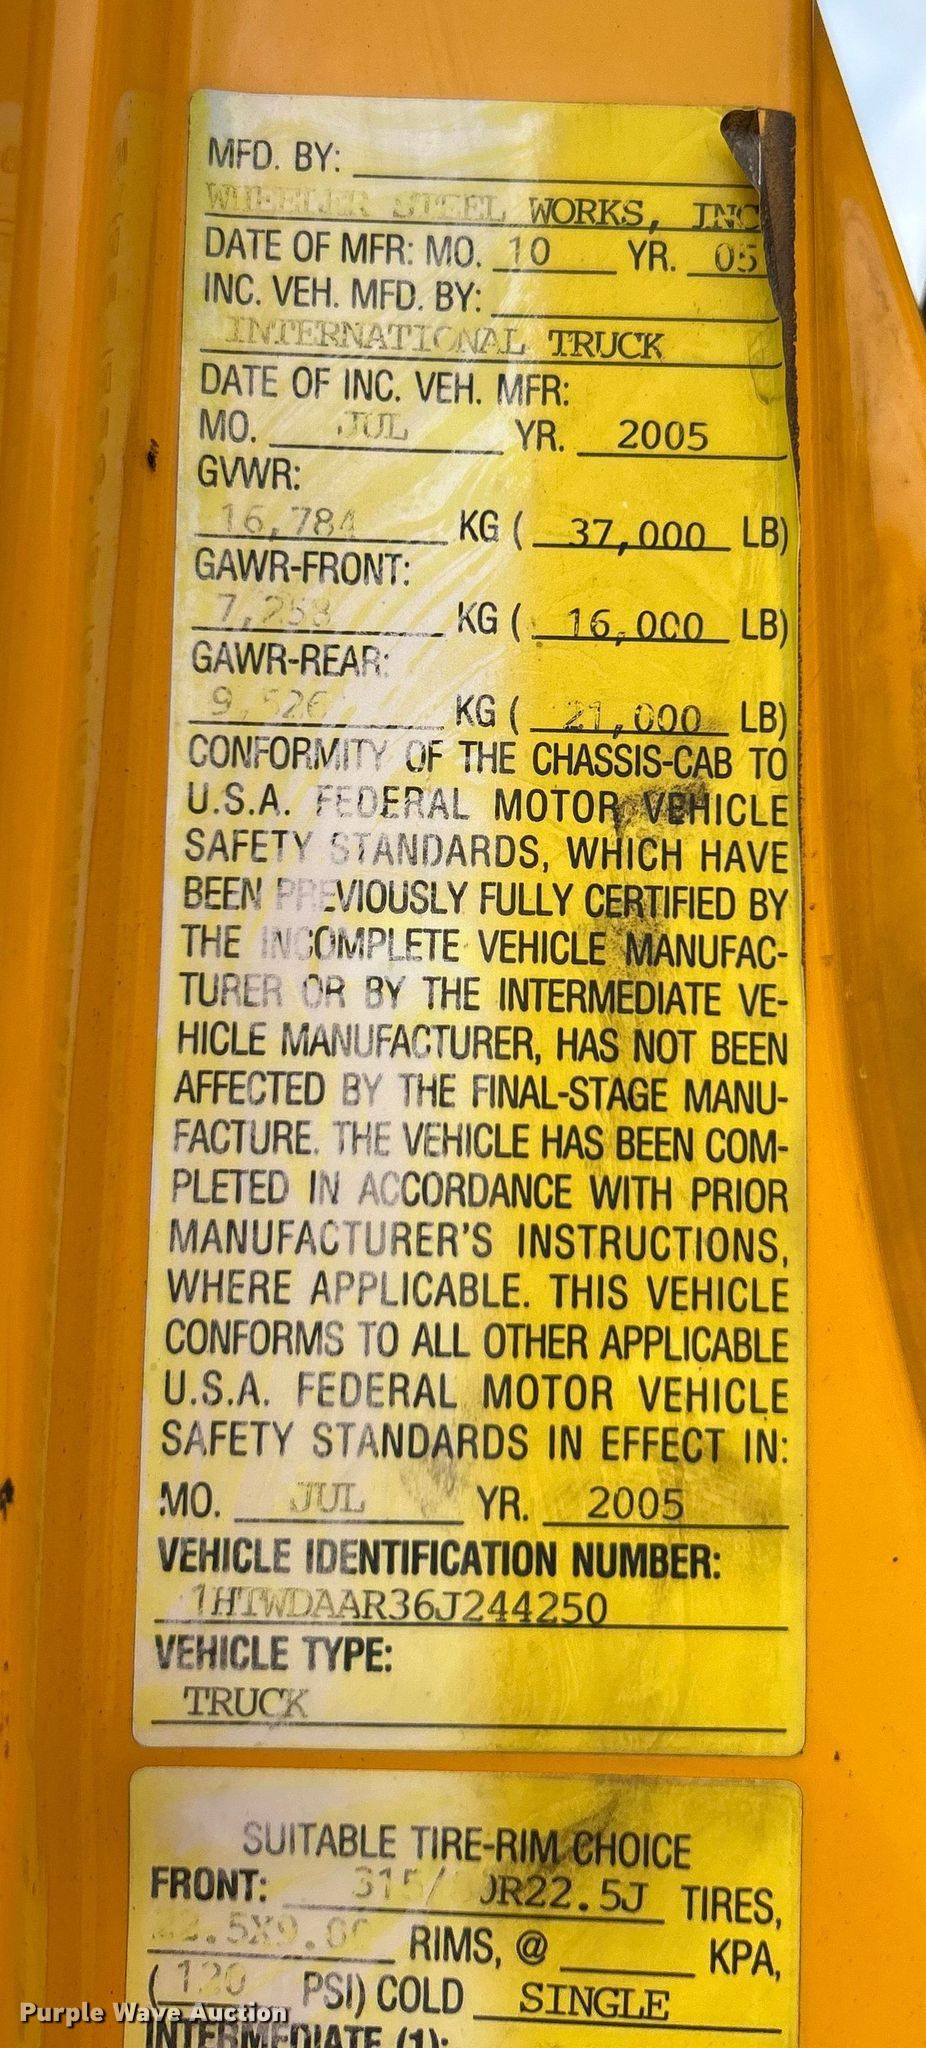 MFD. BY:
WHEELER STEEL WORKS, INC
DATE OF MFR: MO. 10 YR. 05
INC. VEH. MFD. BY:
INTERNATIONAL TRUCK
DATE OF INC. VEH. MFR:
MO. JUL YR. 2005
GVWR:
16,784 KG ( 37,000 LB)
GAWR-FRONT:
7,258 KG ( 16,000 LB)
GAWR-REAR:
9,526 KG ( 21,000 LB)
CONFORMITY OF THE CHASSIS-CAB TO
U.S.A. FEDERAL MOTOR VEHICLE
SAFETY STANDARDS, WHICH HAVE
BEEN PREVIOUSLY FULLY CERTIFIED BY
THE INCOMPLETE VEHICLE MANUFAC-
TURER OR BY THE INTERMEDIATE VE-
HICLE MANUFACTURER, HAS NOT BEEN
AFFECTED BY THE FINAL-STAGE MANU-
FACTURE. THE VEHICLE HAS BEEN COM-
PLETED IN ACCORDANCE WITH PRIOR
MANUFACTURER'S INSTRUCTIONS,
WHERE APPLICABLE. THIS VEHICLE
CONFORMS TO ALL OTHER APPLICABLE
U.S.A. FEDERAL MOTOR VEHICLE
SAFETY STANDARDS IN EFFECT IN:
MO. JUL YR. 2005
VEHICLE IDENTIFICATION NUMBER:
1HTWDAAR36J244250
VEHICLE TYPE:
TRUCK
SUITABLE TIRE-RIM CHOICE
FRONT: TIRES,
RIMS, @ KPA,
( 120 PSI) COLD SINGLE
INTERMEDIATE (1):
Purple Wave Auction